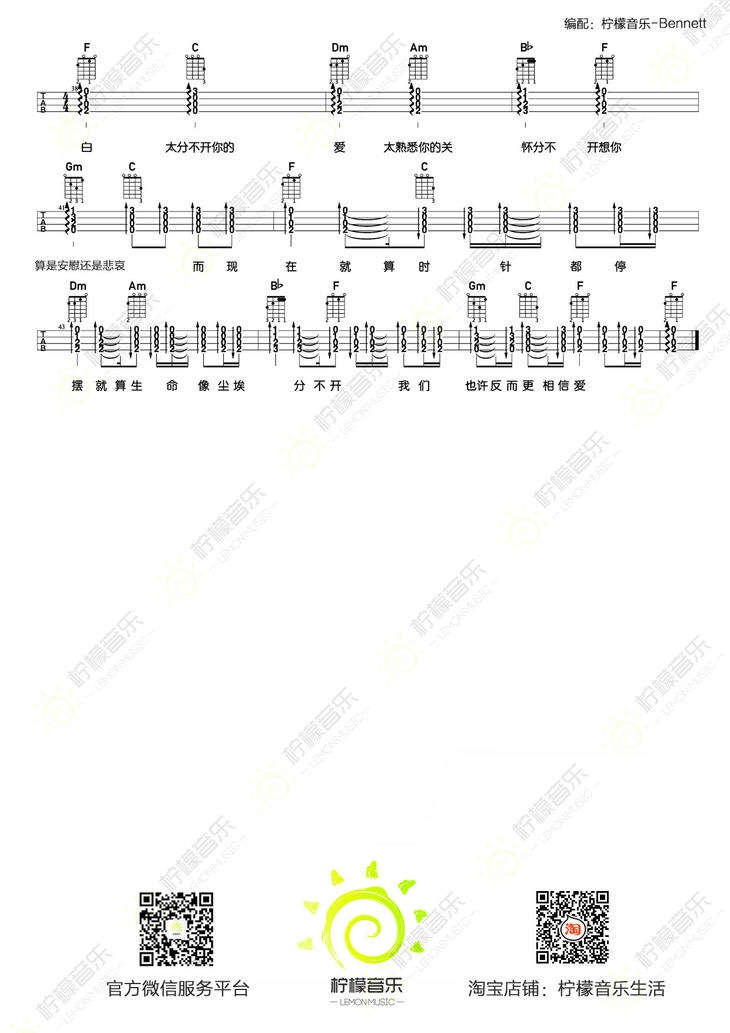 编配：柠檬音乐-Bennett
F C Dm Am B♭ F
38
白 太分不开你的 爱 太熟悉你的关 怀分不 开想你
Gm C F C
41
算是安慰还是悲哀 而现 在 就 算 时 针 都 停
Dm Am B♭ F Gm C F F
43
摆 就 算 生 命 像 尘 埃 分 不 开 我 们 也许反而更相信爱
柠檬音乐
LEMON MUSIC
官方微信服务平台
淘
淘宝店铺：柠檬音乐生活